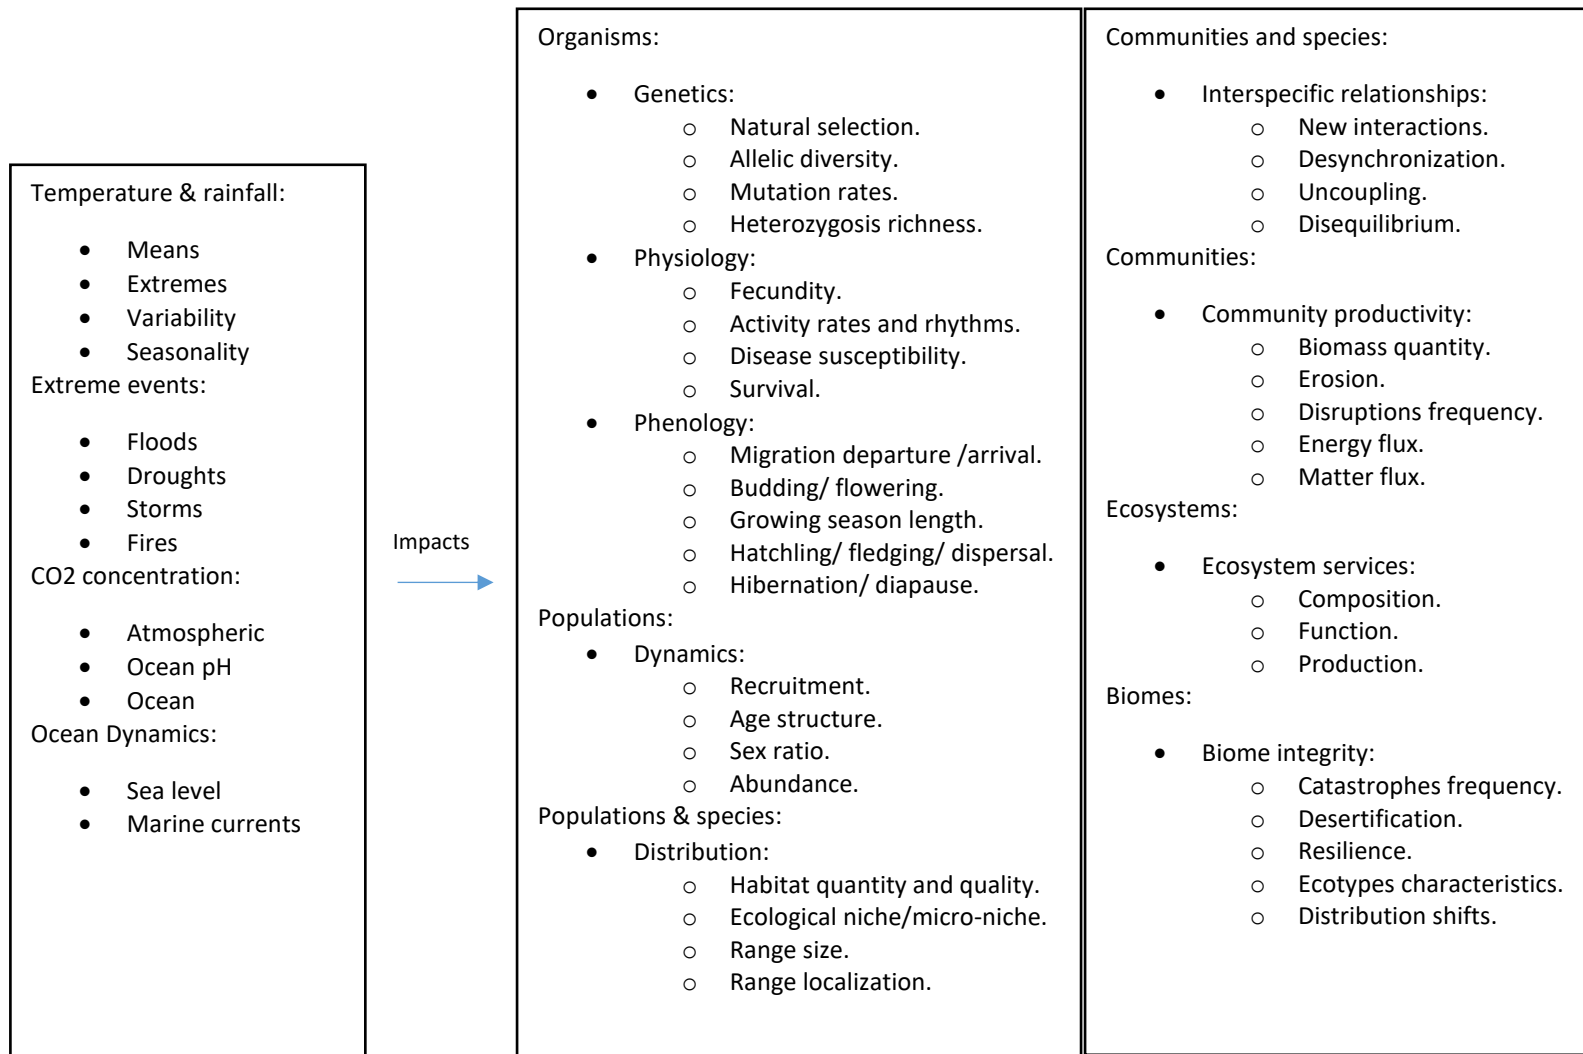 Temperature & rainfall:
• Means
• Extremes
• Variability
• Seasonality
Extreme events:
• Floods
• Droughts
• Storms
• Fires
CO2 concentration:
• Atmospheric
• Ocean pH
• Ocean
Ocean Dynamics:
• Sea level
• Marine currents
Impacts
Organisms:
• Genetics:
o Natural selection.
o Allelic diversity.
o Mutation rates.
o Heterozygosis richness.
• Physiology:
o Fecundity.
o Activity rates and rhythms.
o Disease susceptibility.
o Survival.
• Phenology:
o Migration departure /arrival.
o Budding/ flowering.
o Growing season length.
o Hatchling/ fledging/ dispersal.
o Hibernation/ diapause.
Populations:
• Dynamics:
o Recruitment.
o Age structure.
o Sex ratio.
o Abundance.
Populations & species:
• Distribution:
o Habitat quantity and quality.
o Ecological niche/micro-niche.
o Range size.
o Range localization.
Communities and species:
• Interspecific relationships:
o New interactions.
o Desynchronization.
o Uncoupling.
o Disequilibrium.
Communities:
• Community productivity:
o Biomass quantity.
o Erosion.
o Disruptions frequency.
o Energy flux.
o Matter flux.
Ecosystems:
• Ecosystem services:
o Composition.
o Function.
o Production.
Biomes:
• Biome integrity:
o Catastrophes frequency.
o Desertification.
o Resilience.
o Ecotypes characteristics.
o Distribution shifts.